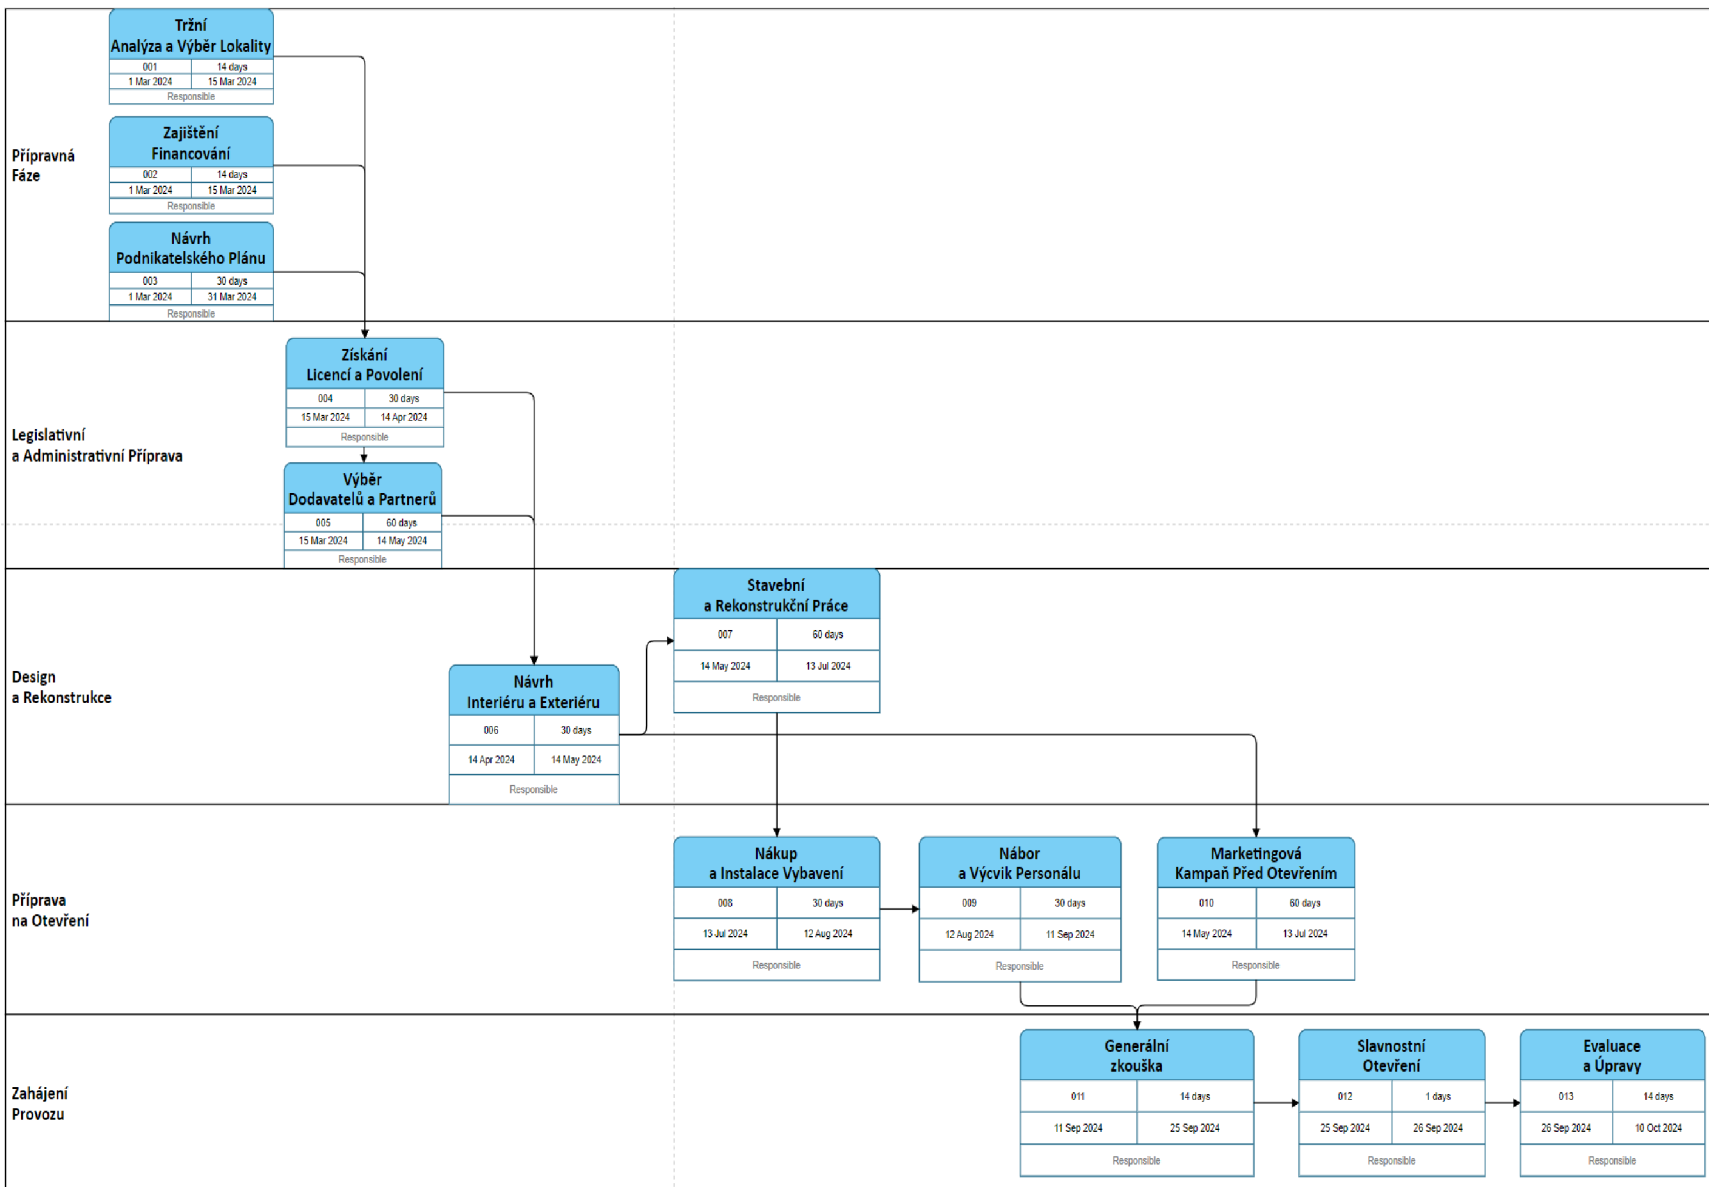 Přípravná
Fáze
Tržní
Analýza a Výběr Lokality
001 14 days
1 Mar 2024 15 Mar 2024
Responsible
Zajištění
Financování
002 14 days
1 Mar 2024 15 Mar 2024
Responsible
Návrh
Podnikatelského Plánu
003 30 days
1 Mar 2024 31 Mar 2024
Responsible
Legislativní
a Administrativní Příprava
Získání
Licencí a Povolení
004 30 days
15 Mar 2024 14 Apr 2024
Responsible
Výběr
Dodavatelů a Partnerů
005 60 days
15 Mar 2024 14 May 2024
Responsible
Design
a Rekonstrukce
Návrh
Interiéru a Exteriéru
006 30 days
14 Apr 2024 14 May 2024
Responsible
Stavební
a Rekonstrukční Práce
007 60 days
14 May 2024 13 Jul 2024
Responsible
Příprava
na Otevření
Nákup
a Instalace Vybavení
008 30 days
13 Jul 2024 12 Aug 2024
Responsible
Nábor
a Výcvik Personálu
009 30 days
12 Aug 2024 11 Sep 2024
Responsible
Marketingová
Kampaň Před Otevřením
010 60 days
14 May 2024 13 Jul 2024
Responsible
Zahájení
Provozu
Generální
zkouška
011 14 days
11 Sep 2024 25 Sep 2024
Responsible
Slavnostní
Otevření
012 1 days
25 Sep 2024 26 Sep 2024
Responsible
Evaluace
a Úpravy
013 14 days
26 Sep 2024 10 Oct 2024
Responsible